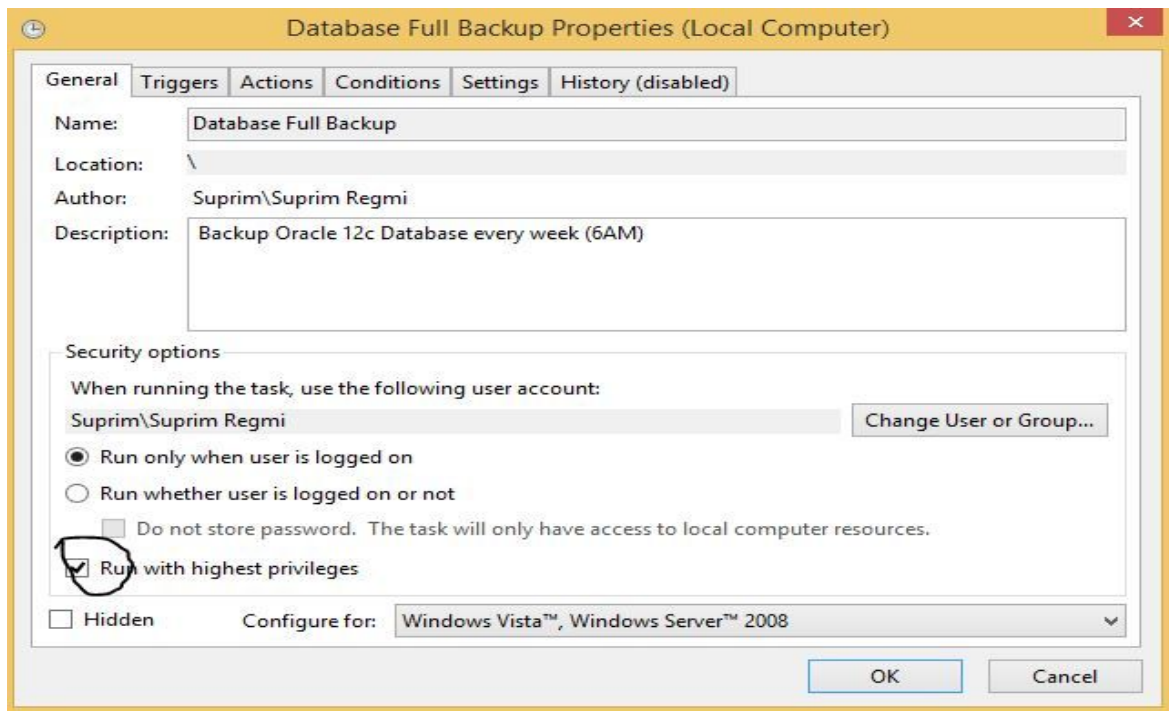 Database Full Backup Properties (Local Computer)
General Triggers Actions Conditions Settings History (disabled)
Name: Database Full Backup
Location: \
Author: Suprim\Suprim Regmi
Description: Backup Oracle 12c Database every week (6AM)
Security options
When running the task, use the following user account:
Suprim\Suprim Regmi Change User or Group...
Run only when user is logged on
Run whether user is logged on or not
Do not store password. The task will only have access to local computer resources.
Run with highest privileges
Hidden Configure for: Windows Vista™, Windows Server™ 2008
OK Cancel